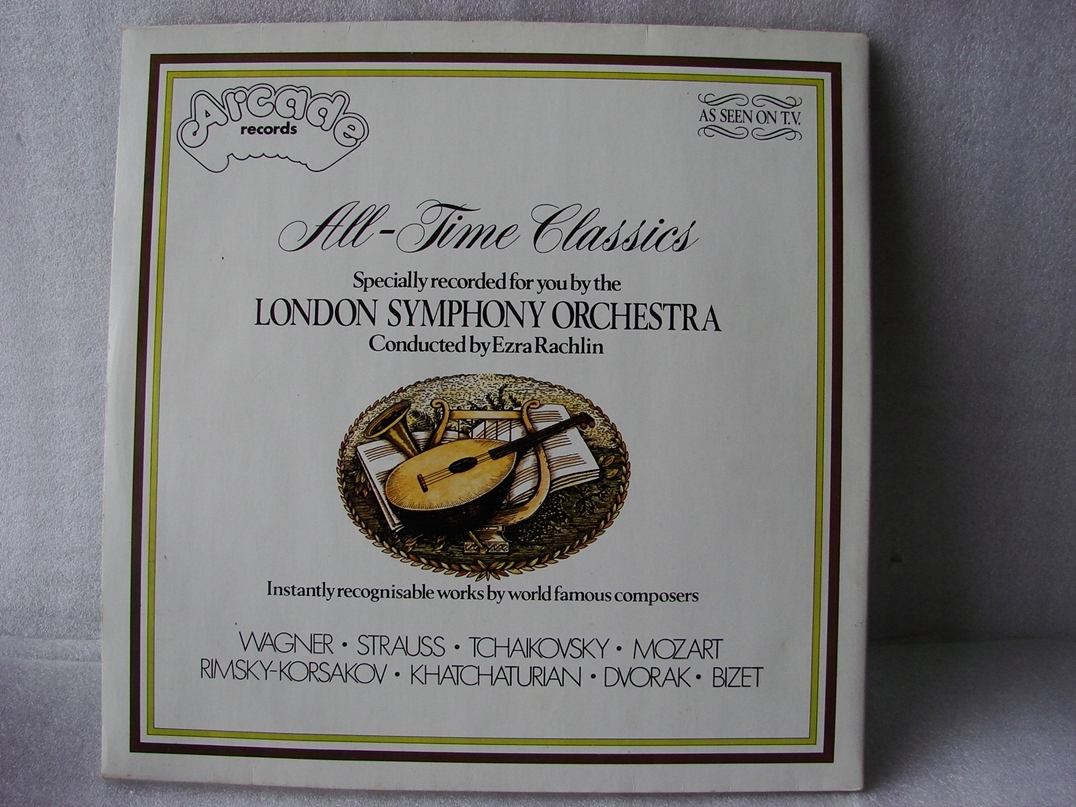 Arcade
records
AS SEEN ON T.V.
All-Time Classics
Specially recorded for you by the
LONDON SYMPHONY ORCHESTRA
Conducted by Ezra Rachlin
Instantly recognisable works by world famous composers
WAGNER • STRAUSS • TCHAIKOVSKY • MOZART
RIMSKY-KORSAKOV • KHATCHATURIAN • DVORAK • BIZET